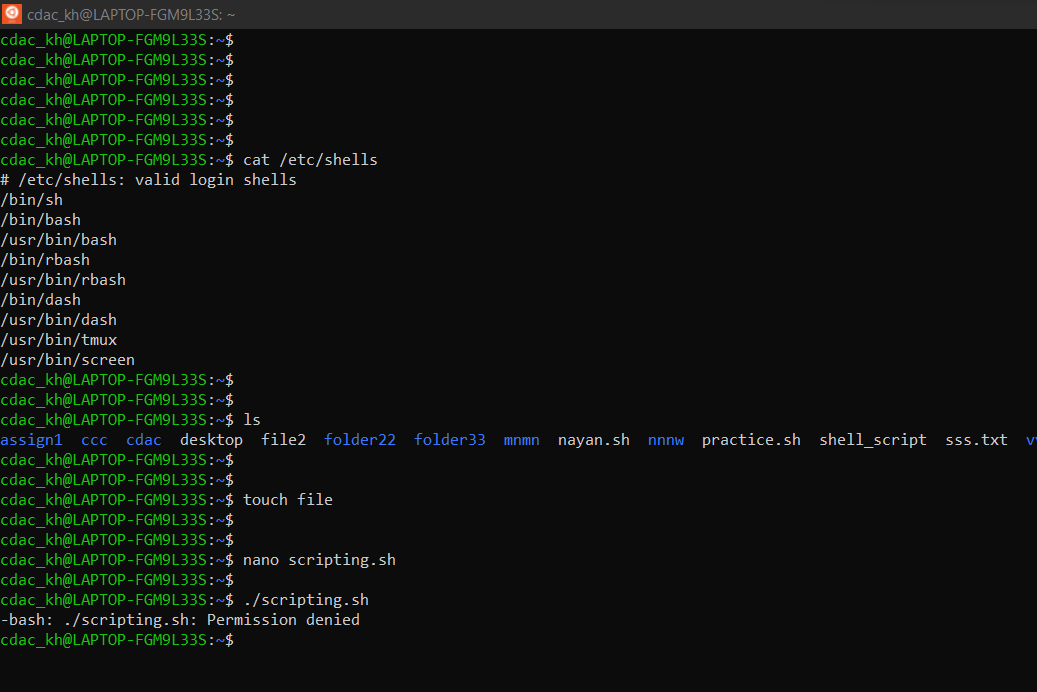 cdac_kh@LAPTOP-FGM9L33S: ~
cdac_kh@LAPTOP-FGM9L33S:~$
cdac_kh@LAPTOP-FGM9L33S:~$
cdac_kh@LAPTOP-FGM9L33S:~$
cdac_kh@LAPTOP-FGM9L33S:~$
cdac_kh@LAPTOP-FGM9L33S:~$
cdac_kh@LAPTOP-FGM9L33S:~$
cdac_kh@LAPTOP-FGM9L33S:~$ cat /etc/shells
# /etc/shells: valid login shells
/bin/sh
/bin/bash
/usr/bin/bash
/bin/rbash
/usr/bin/rbash
/bin/dash
/usr/bin/dash
/usr/bin/tmux
/usr/bin/screen
cdac_kh@LAPTOP-FGM9L33S:~$
cdac_kh@LAPTOP-FGM9L33S:~$
cdac_kh@LAPTOP-FGM9L33S:~$ ls
assign1  ccc  cdac  desktop  file2  folder22  folder33  mnmn  nayan.sh  nnnw  practice.sh  shell_script  sss.txt
cdac_kh@LAPTOP-FGM9L33S:~$
cdac_kh@LAPTOP-FGM9L33S:~$
cdac_kh@LAPTOP-FGM9L33S:~$ touch file
cdac_kh@LAPTOP-FGM9L33S:~$
cdac_kh@LAPTOP-FGM9L33S:~$
cdac_kh@LAPTOP-FGM9L33S:~$ nano scripting.sh
cdac_kh@LAPTOP-FGM9L33S:~$
cdac_kh@LAPTOP-FGM9L33S:~$ ./scripting.sh
-bash: ./scripting.sh: Permission denied
cdac_kh@LAPTOP-FGM9L33S:~$